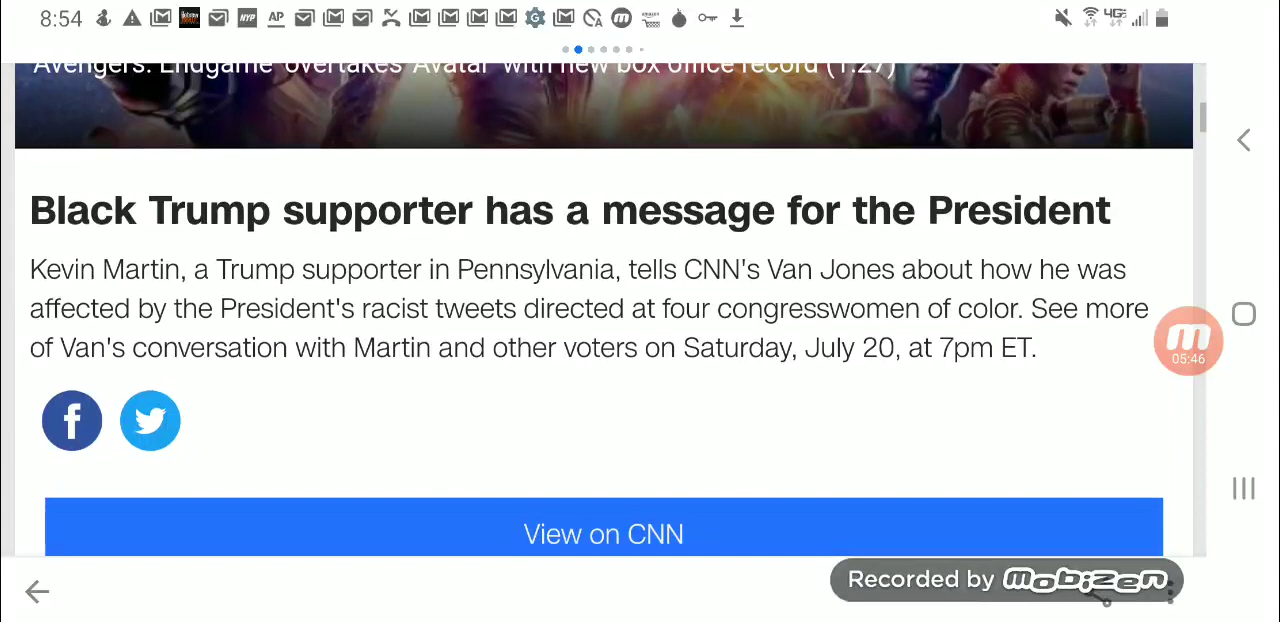 8:54 NYP AP 4G
Avengers: Endgame' overtakes 'Avatar' with new box office record (1:27)
Black Trump supporter has a message for the President
Kevin Martin, a Trump supporter in Pennsylvania, tells CNN's Van Jones about how he was
affected by the President's racist tweets directed at four congresswomen of color. See more
of Van's conversation with Martin and other voters on Saturday, July 20, at 7pm ET.
05:46
View on CNN
Recorded by mobizen